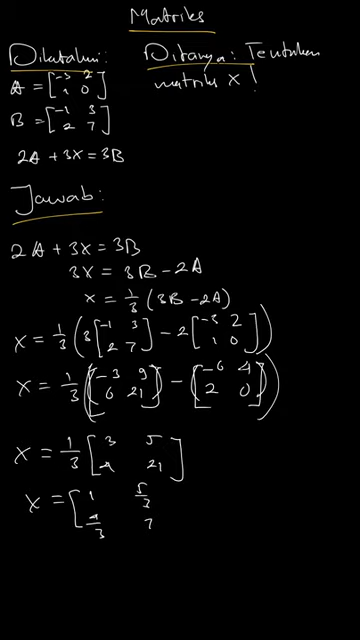 Matriks
Diketahui:
A = [-3 2
1 0]
B = [-1 3
2 7]
2A + 3X = 3B
Ditanya: Tentukan
matriks X!
Jawab:
2A + 3X = 3B
3X = 3B - 2A
X = 1/3 (3B - 2A)
X = 1/3 (3 [-1 3
2 7] - 2 [-3 2
1 0])
X = 1/3 ([-3 9
6 21] - [-6 4
2 0])
X = 1/3 [3 5
4 21]
X = [1 5/3
4/3 7